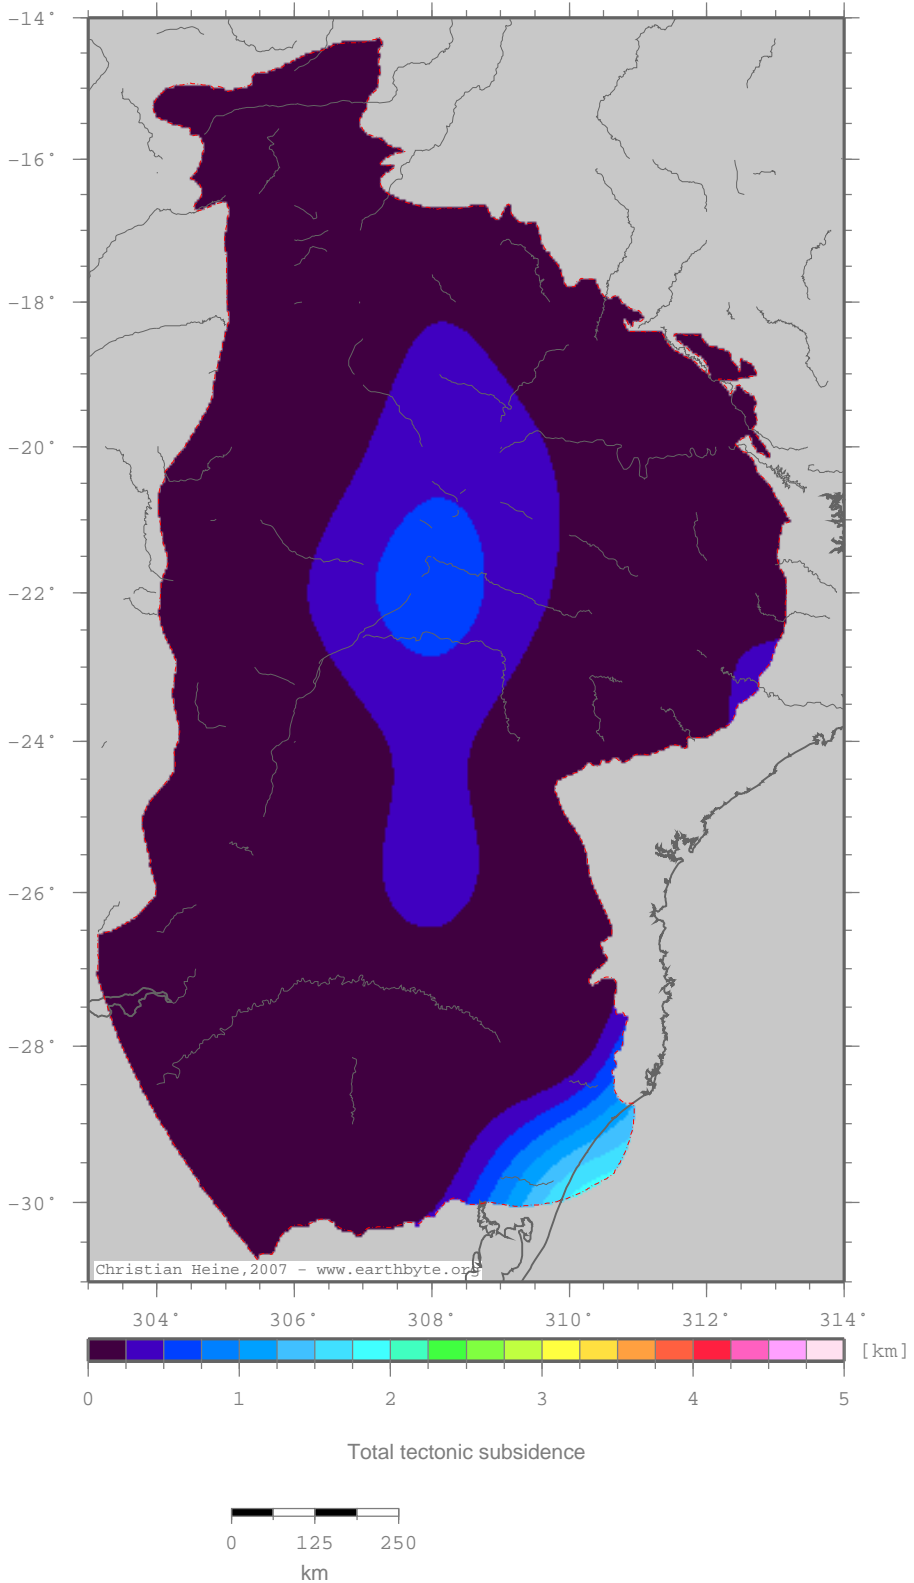 -14°
-16°
-18°
-20°
-22°
-24°
-26°
-28°
-30°
Christian Heine,2007 - www.earthbyte.org
304° 306° 308° 310° 312° 314°
[km]
0 1 2 3 4 5
Total tectonic subsidence
0 125 250
km